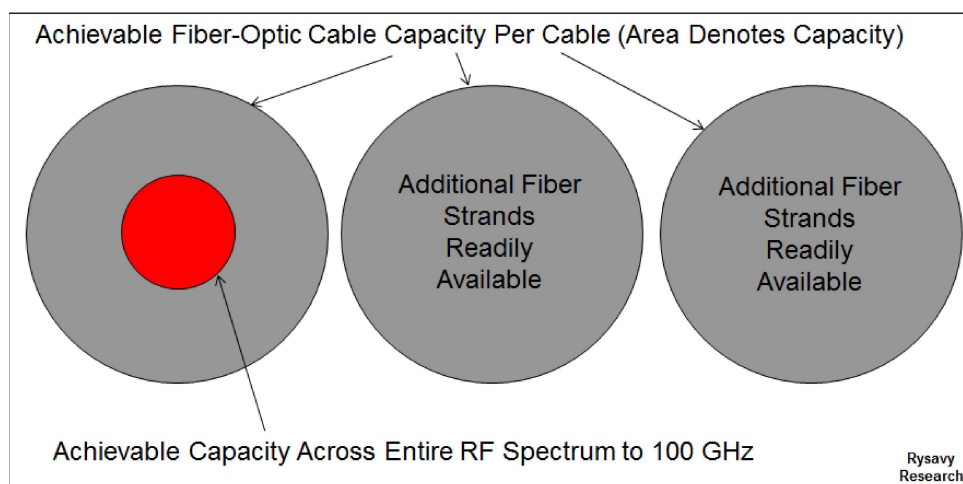 Achievable Fiber-Optic Cable Capacity Per Cable (Area Denotes Capacity)
Additional Fiber
Strands
Readily
Available
Additional Fiber
Strands
Readily
Available
Achievable Capacity Across Entire RF Spectrum to 100 GHz
Rysavy
Research